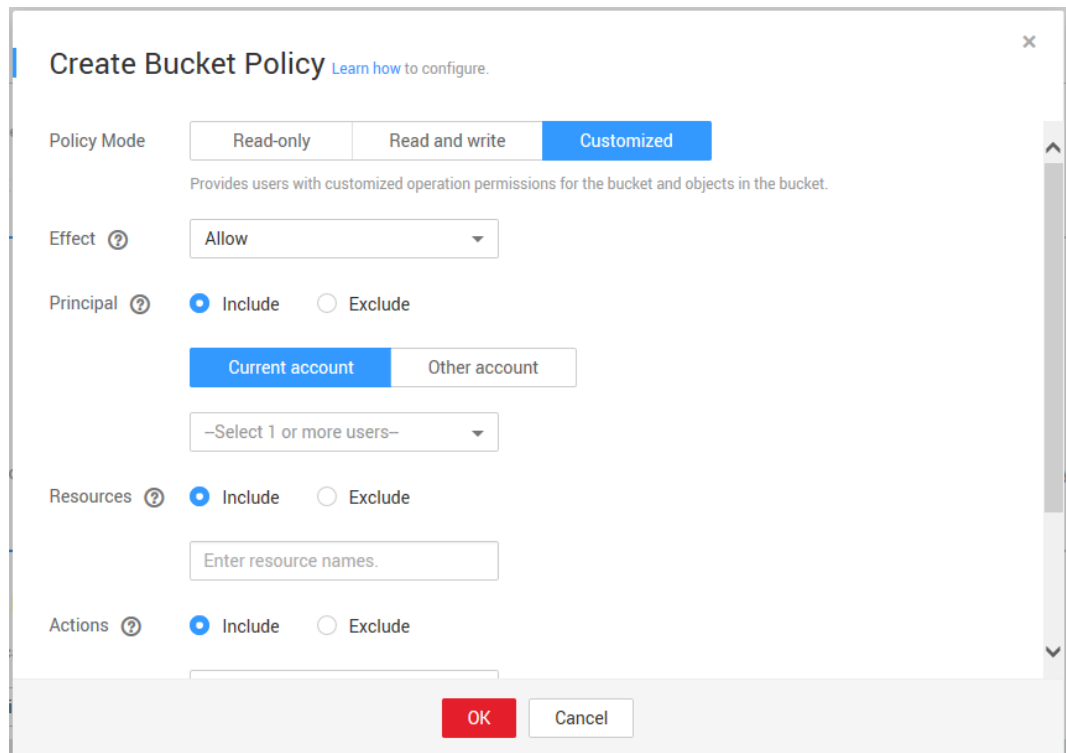 ×
Create Bucket Policy Learn how to configure.
Policy Mode Read-only Read and write Customized
Provides users with customized operation permissions for the bucket and objects in the bucket.
Effect ? Allow
Principal ? Include Exclude
Current account Other account
--Select 1 or more users--
Resources ? Include Exclude
Enter resource names.
Actions ? Include Exclude
OK Cancel